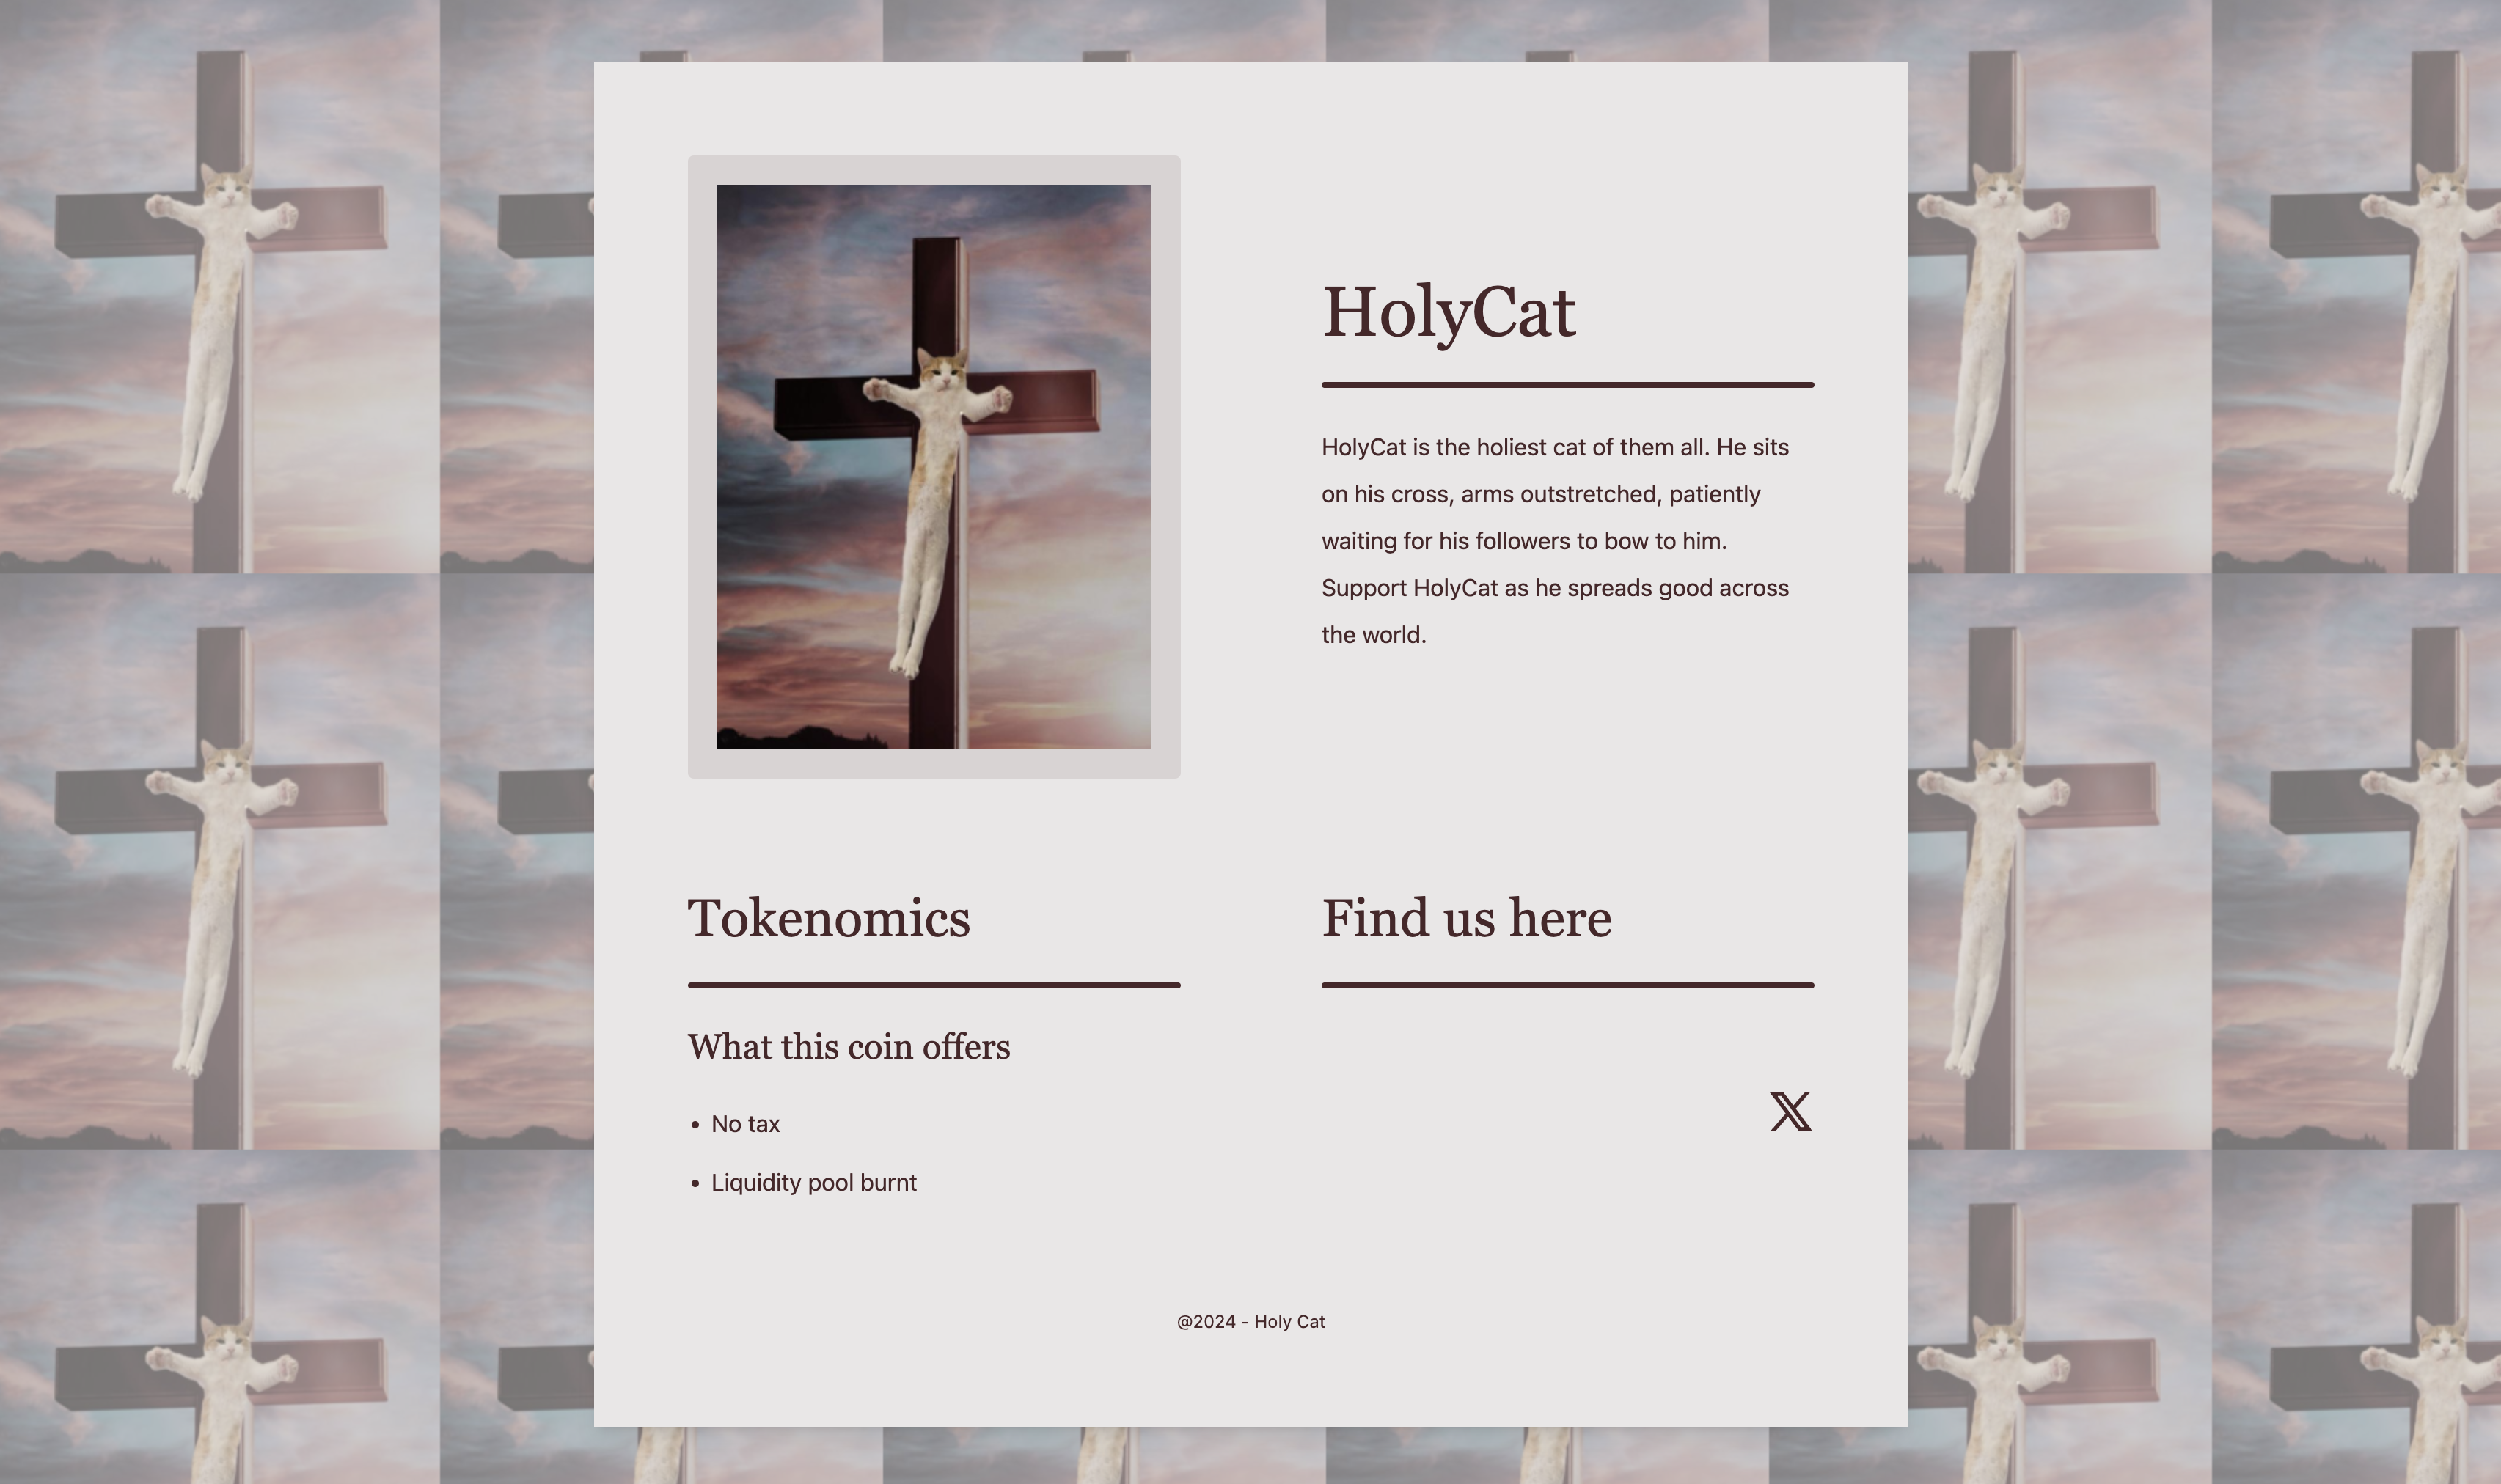 HolyCat
HolyCat is the holiest cat of them all. He sits
on his cross, arms outstretched, patiently
waiting for his followers to bow to him.
Support HolyCat as he spreads good across
the world.
Tokenomics
What this coin offers
• No tax
• Liquidity pool burnt
Find us here
@2024 - Holy Cat